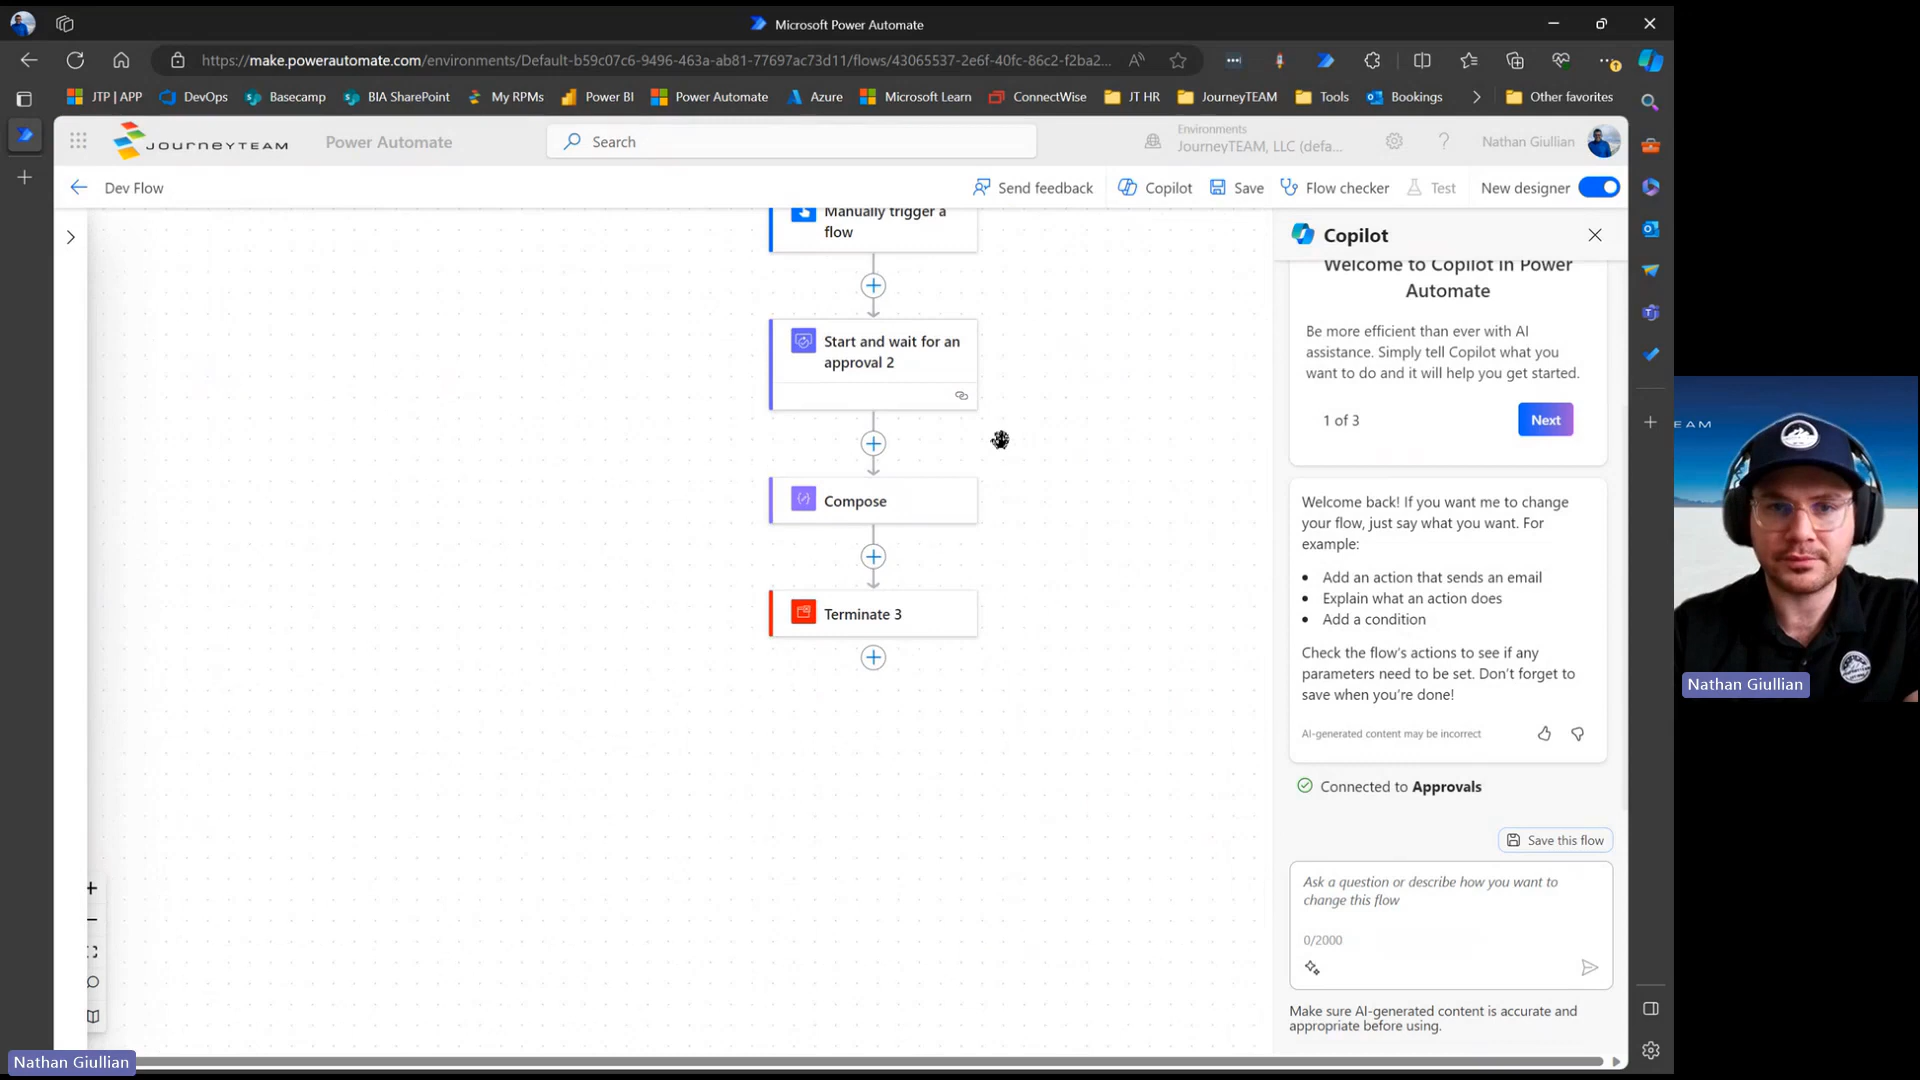 Microsoft Power Automate
https://make.powerautomate.com/environments/Default-b59c07c6-9496-463a-ab81-77697ac73d11/flows/43065537-2e6f-40fc-86c2-f2ba2...
JTP | APP
DevOps
Basecamp
BIA SharePoint
My RPMs
Power BI
Power Automate
Azure
Microsoft Learn
ConnectWise
JT HR
JourneyTEAM
Tools
Bookings
Other favorites
JOURNEYTEAM
Power Automate
Search
Environments
JourneyTEAM, LLC (defa...
Nathan Giullian
Dev Flow
Send feedback
Copilot
Save
Flow checker
Test
New designer
Manually trigger a
flow
Start and wait for an
approval 2
Compose
Terminate 3
Copilot
Welcome to Copilot in Power
Automate
Be more efficient than ever with AI
assistance. Simply tell Copilot what you
want to do and it will help you get started.
1 of 3
Next
Welcome back! If you want me to change
your flow, just say what you want. For
example:
• Add an action that sends an email
• Explain what an action does
• Add a condition
Check the flow's actions to see if any
parameters need to be set. Don't forget to
save when you're done!
AI-generated content may be incorrect
Connected to Approvals
Save this flow
Ask a question or describe how you want to
change this flow
0/2000
Make sure AI-generated content is accurate and
appropriate before using.
EAM
Nathan Giullian
Nathan Giullian